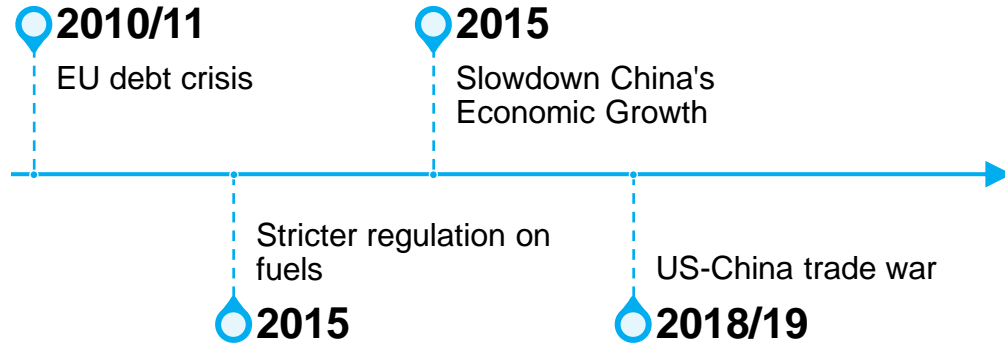 2010/11
EU debt crisis
2015
Slowdown China's
Economic Growth
Stricter regulation on
fuels
2015
US-China trade war
2018/19